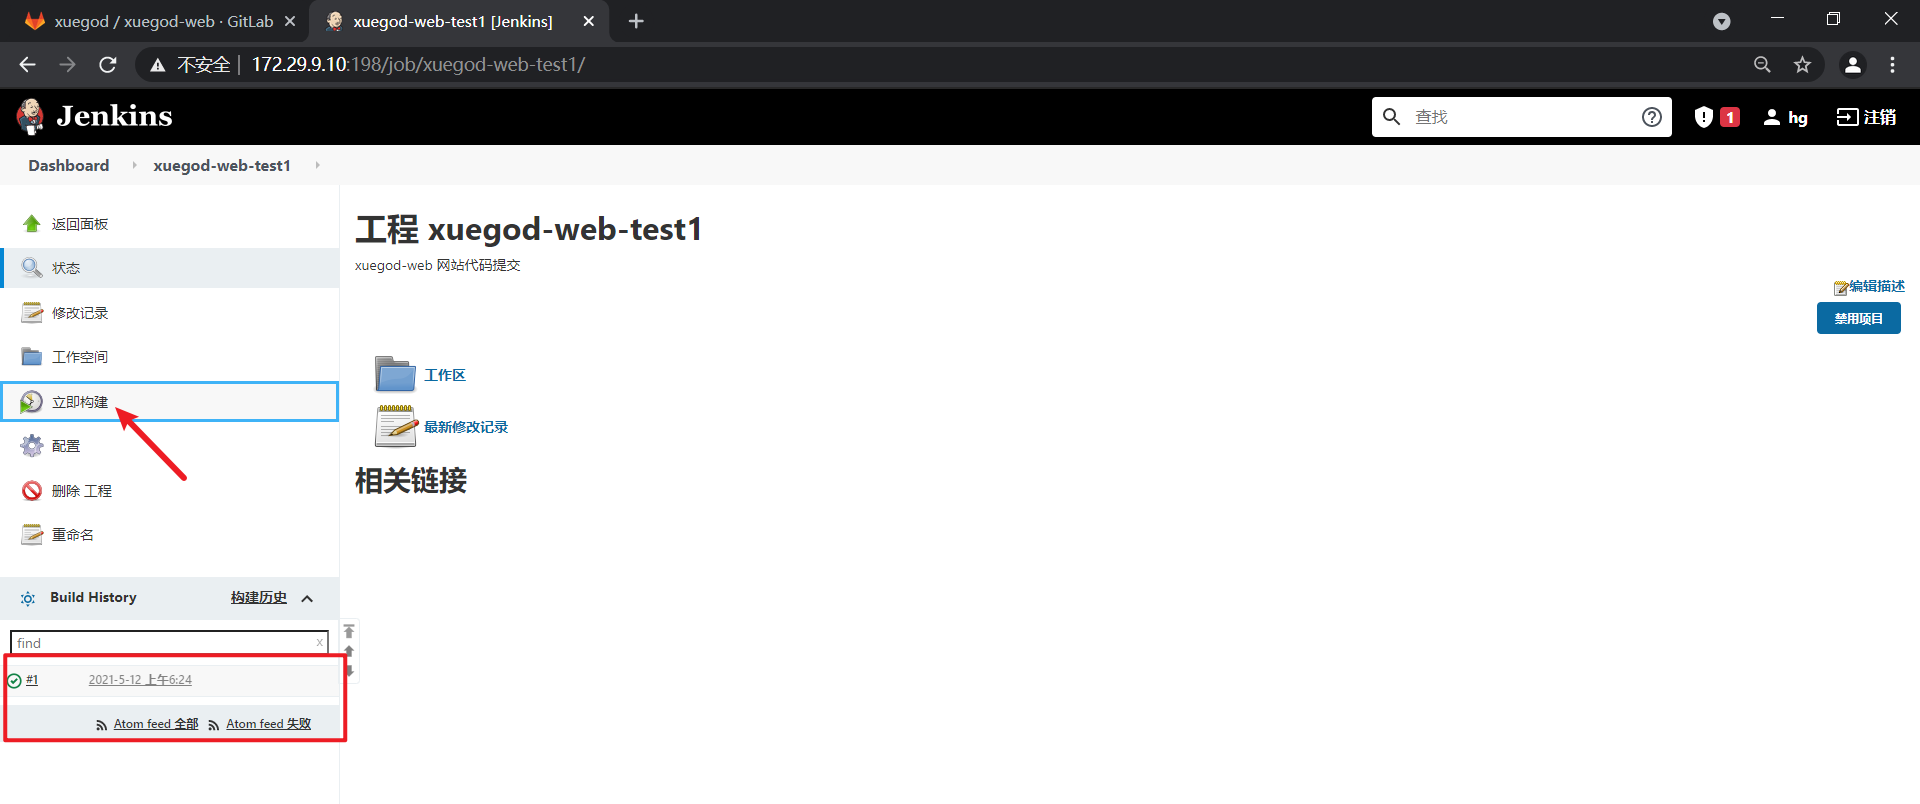 xuegod / xuegod-web · GitLab
xuegod-web-test1 [Jenkins]
不安全 172.29.9.10:198/job/xuegod-web-test1/
Jenkins
查找
1
hg
注销
Dashboard
xuegod-web-test1
返回面板
状态
修改记录
工作空间
立即构建
配置
删除 工程
重命名
Build History
构建历史
find
x
#1
2021-5-12 上午6:24
Atom feed 全部
Atom feed 失败
工程 xuegod-web-test1
xuegod-web 网站代码提交
编辑描述
禁用项目
工作区
最新修改记录
相关链接